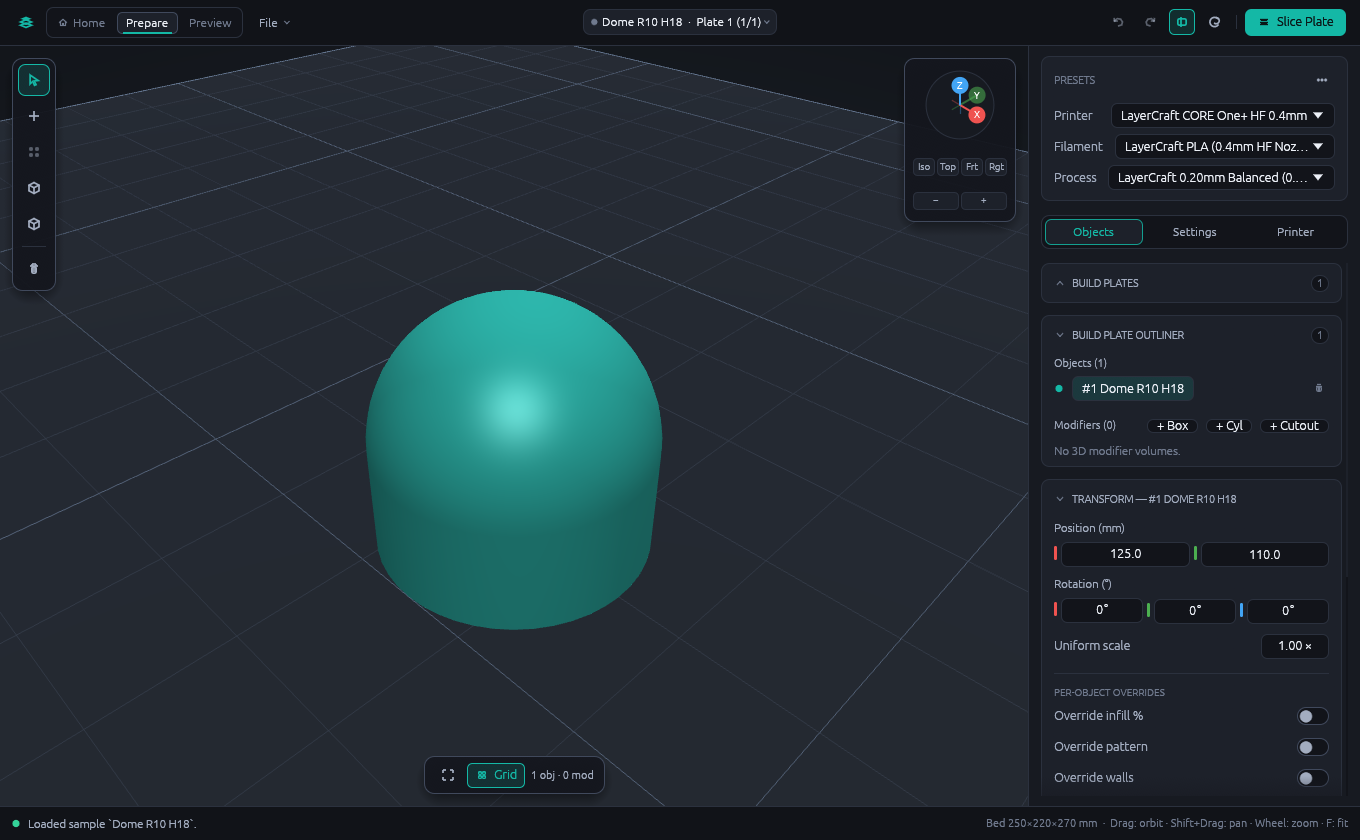 Home Prepare Preview File
Dome R10 H18 · Plate 1 (1/1)
Slice Plate
Z
Y
X
Iso Top Frt Rgt
− +
PRESETS
Printer LayerCraft CORE One+ HF 0.4mm
Filament LayerCraft PLA (0.4mm HF Noz…
Process LayerCraft 0.20mm Balanced (0.…
Objects Settings Printer
BUILD PLATES 1
BUILD PLATE OUTLINER 1
Objects (1)
#1 Dome R10 H18
Modifiers (0) + Box + Cyl + Cutout
No 3D modifier volumes.
TRANSFORM — #1 DOME R10 H18
Position (mm)
125.0 110.0
Rotation (°)
0° 0° 0°
Uniform scale 1.00 ×
PER-OBJECT OVERRIDES
Override infill %
Override pattern
Override walls
Grid 1 obj · 0 mod
Loaded sample `Dome R10 H18`.
Bed 250×220×270 mm · Drag: orbit · Shift+Drag: pan · Wheel: zoom · F: fit